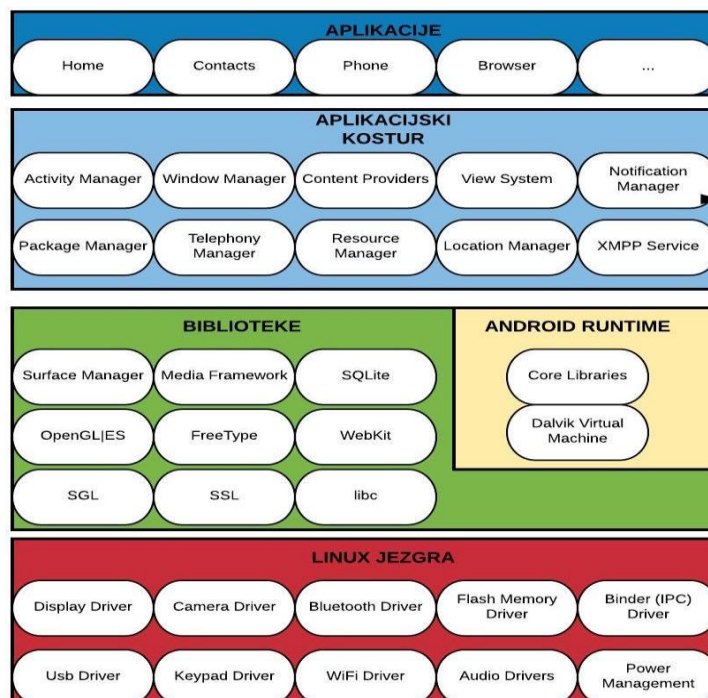 APLIKACIJE
Home
Contacts
Phone
Browser
...
APLIKACIJSKI
KOSTUR
Activity Manager
Window Manager
Content Providers
View System
Notification
Manager
Package Manager
Telephony
Manager
Resource
Manager
Location Manager
XMPP Service
BIBLIOTEKE
Surface Manager
Media Framework
SQLite
OpenGL|ES
FreeType
WebKit
SGL
SSL
libc
ANDROID RUNTIME
Core Libraries
Dalvik Virtual
Machine
LINUX JEZGRA
Display Driver
Camera Driver
Bluetooth Driver
Flash Memory
Driver
Binder (IPC)
Driver
Usb Driver
Keypad Driver
WiFi Driver
Audio Drivers
Power
Management